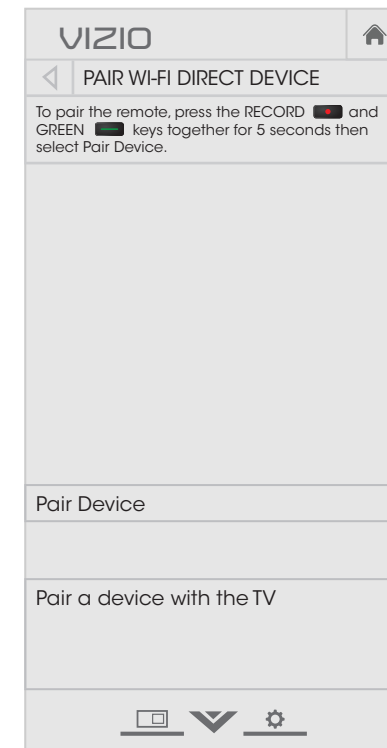 VIZIO
PAIR WI-FI DIRECT DEVICE
To pair the remote, press the RECORD and
GREEN keys together for 5 seconds then
select Pair Device.
Pair Device
Pair a device with the TV